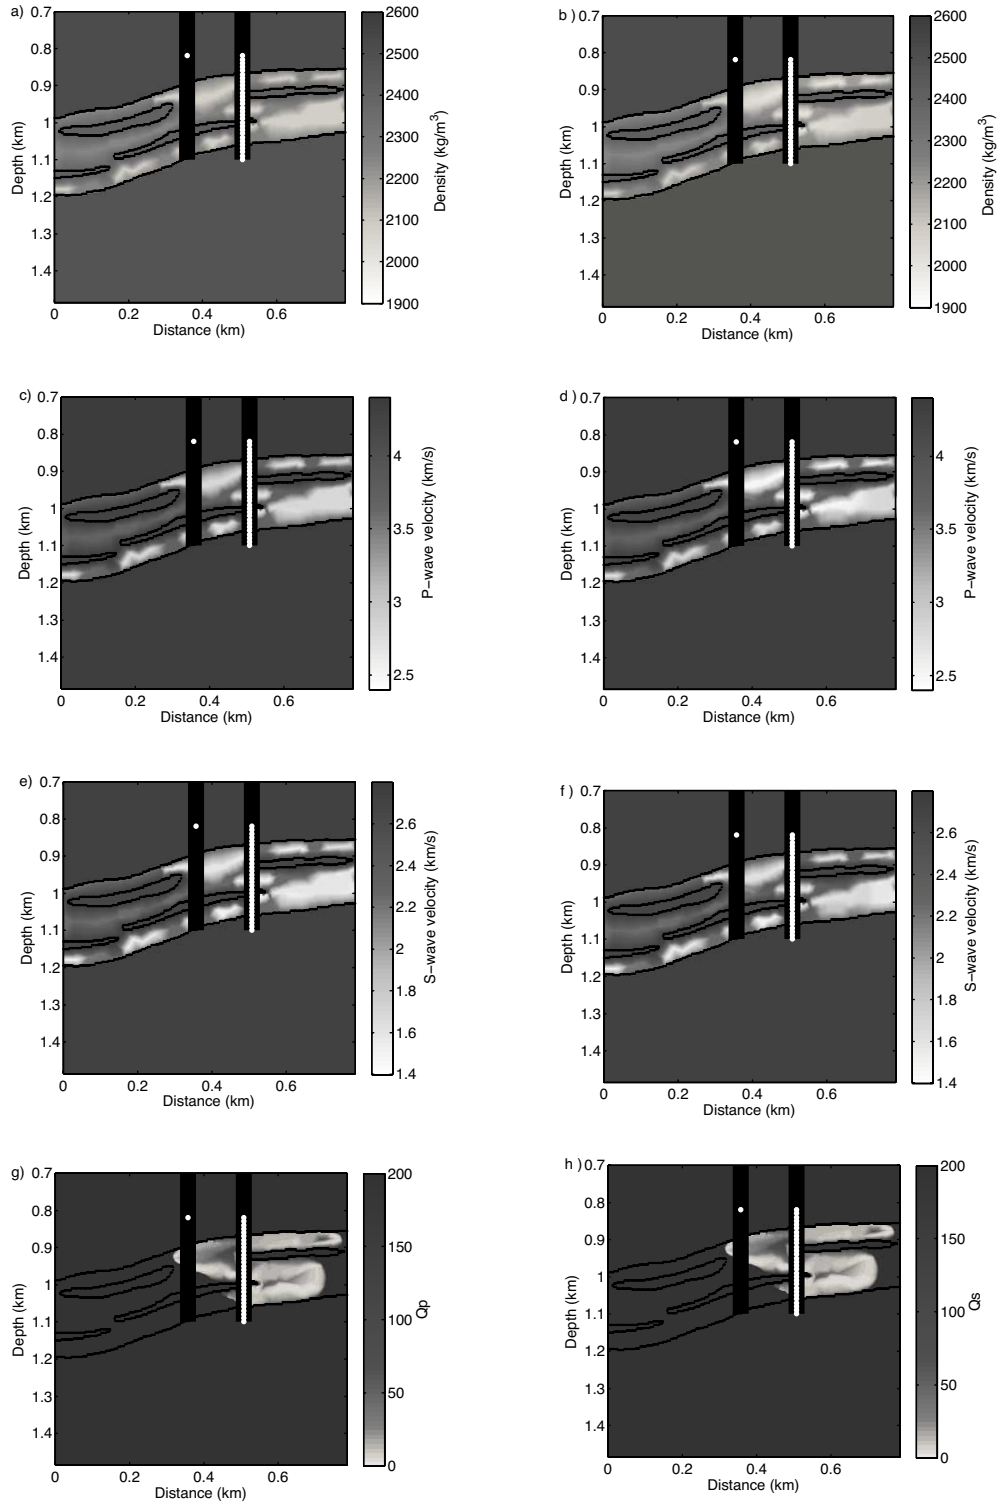 a)
0.7
0.8
0.9
1
1.1
1.2
1.3
1.4
Depth (km)
0 0.2 0.4 0.6
Distance (km)
2600
2500
2400
2300
2200
2100
2000
1900
Density (kg/m³)
b )
0.7
0.8
0.9
1
1.1
1.2
1.3
1.4
Depth (km)
0 0.2 0.4 0.6
Distance (km)
2600
2500
2400
2300
2200
2100
2000
1900
Density (kg/m³)
c)
0.7
0.8
0.9
1
1.1
1.2
1.3
1.4
Depth (km)
0 0.2 0.4 0.6
Distance (km)
4
3.5
3
2.5
P−wave velocity (km/s)
d )
0.7
0.8
0.9
1
1.1
1.2
1.3
1.4
Depth (km)
0 0.2 0.4 0.6
Distance (km)
4
3.5
3
2.5
P−wave velocity (km/s)
e)
0.7
0.8
0.9
1
1.1
1.2
1.3
1.4
Depth (km)
0 0.2 0.4 0.6
Distance (km)
2.6
2.4
2.2
2
1.8
1.6
1.4
S−wave velocity (km/s)
f )
0.7
0.8
0.9
1
1.1
1.2
1.3
1.4
Depth (km)
0 0.2 0.4 0.6
Distance (km)
2.6
2.4
2.2
2
1.8
1.6
1.4
S−wave velocity (km/s)
g)
0.7
0.8
0.9
1
1.1
1.2
1.3
1.4
Depth (km)
0 0.2 0.4 0.6
Distance (km)
200
150
100
50
0
Qp
h )
0.7
0.8
0.9
1
1.1
1.2
1.3
1.4
Depth (km)
0 0.2 0.4 0.6
Distance (km)
200
150
100
50
0
Qs